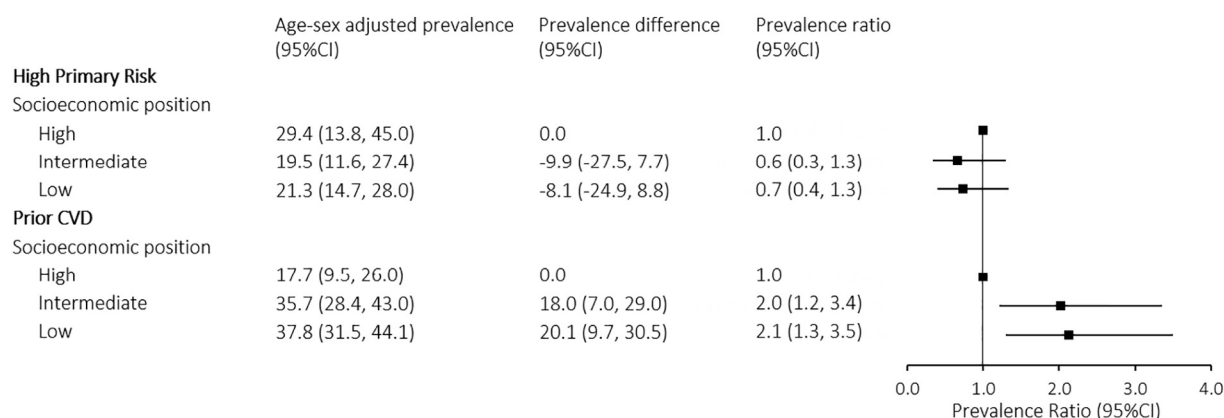 Age-sex adjusted prevalence (95%CI) Prevalence difference (95%CI) Prevalence ratio (95%CI)
High Primary Risk
Socioeconomic position
High 29.4 (13.8, 45.0) 0.0 1.0
Intermediate 19.5 (11.6, 27.4) -9.9 (-27.5, 7.7) 0.6 (0.3, 1.3)
Low 21.3 (14.7, 28.0) -8.1 (-24.9, 8.8) 0.7 (0.4, 1.3)
Prior CVD
Socioeconomic position
High 17.7 (9.5, 26.0) 0.0 1.0
Intermediate 35.7 (28.4, 43.0) 18.0 (7.0, 29.0) 2.0 (1.2, 3.4)
Low 37.8 (31.5, 44.1) 20.1 (9.7, 30.5) 2.1 (1.3, 3.5)
0.0 1.0 2.0 3.0 4.0
Prevalence Ratio (95%CI)